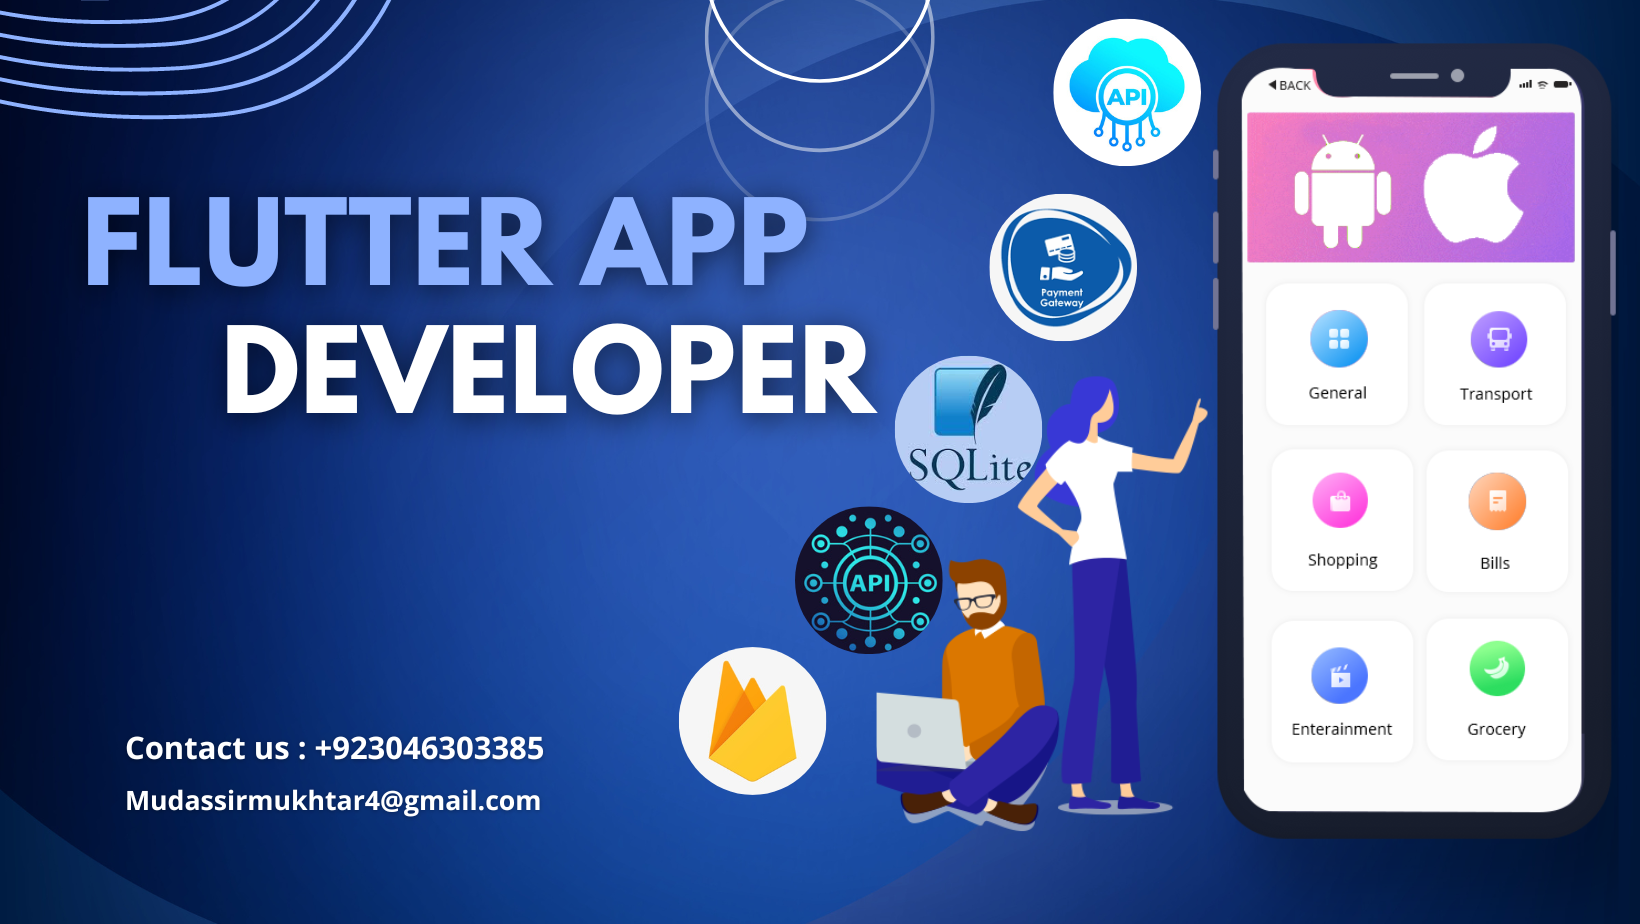 FLUTTER APP
DEVELOPER
Contact us : +923046303385
Mudassirmukhtar4@gmail.com
API
Payment
Gateway
SQLite
API
BACK
General
Transport
Shopping
Bills
Enterainment
Grocery